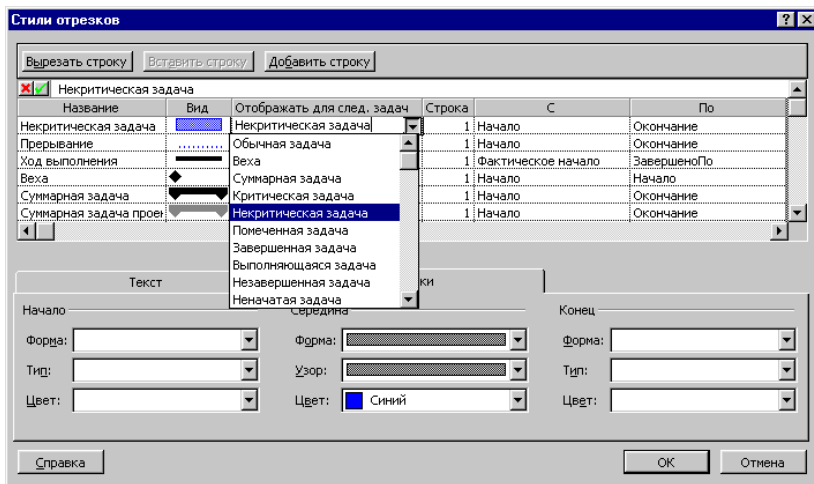 Стили отрезков
Вырезать строку Вставить строку Добавить строку
Некритическая задача
Название Вид Отображать для след. задач Строка С По
Некритическая задача Некритическая задача 1 Начало Окончание
Прерывание Обычная задача 1 Начало Окончание
Ход выполнения Веха 1 Фактическое начало ЗавершеноПо
Веха Суммарная задача 1 Начало Начало
Суммарная задача Критическая задача 1 Начало Окончание
Суммарная задача прое Некритическая задача 1 Начало Окончание
Помеченная задача
Завершенная задача
Выполняющаяся задача
Текст Незавершенная задача ки
Неначатая задача
Начало Середина Конец
Форма: Форма: Форма:
Тип: Узор: Тип:
Цвет: Цвет: Синий Цвет:
Справка ОК Отмена